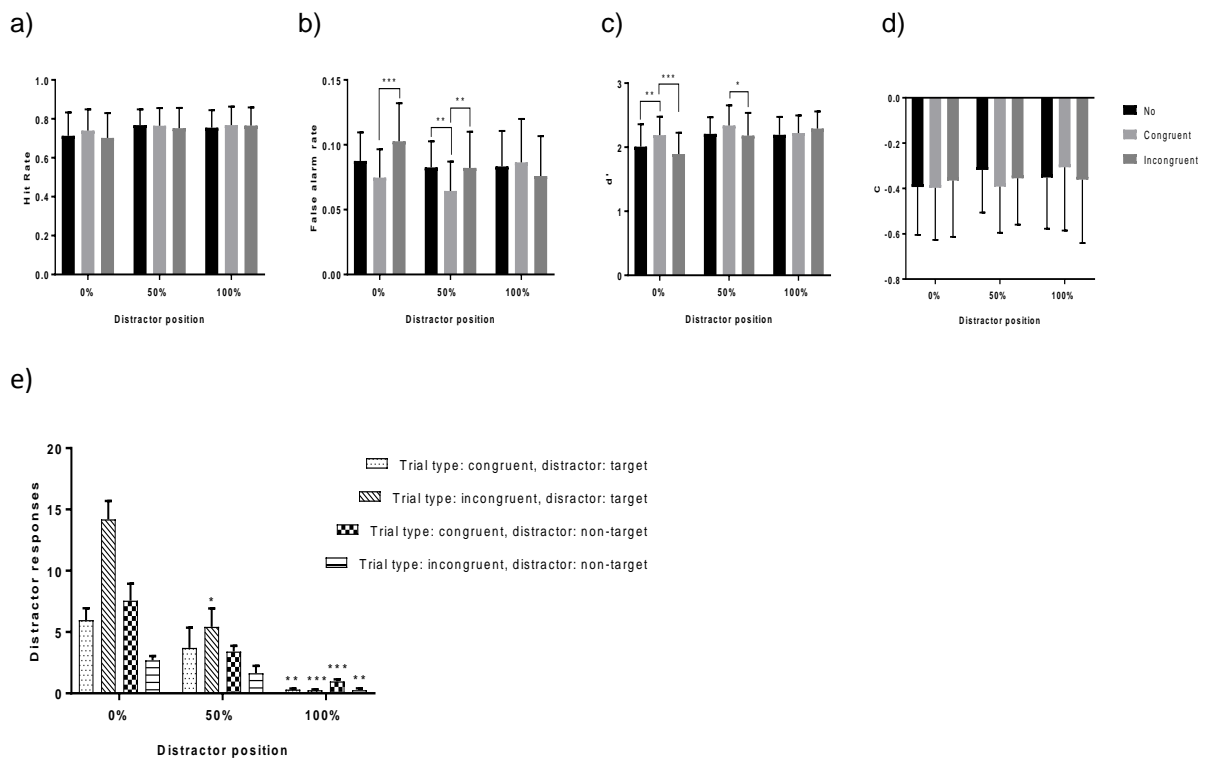 a)
Hit Rate
1.0
0.8
0.6
0.4
0.2
0.0
0% 50% 100%
Distractor position
b)
False alarm rate
0.15
0.10
0.05
0.00
***
**
**
0% 50% 100%
Distractor position
c)
d'
3
2
1
0
**
***
*
0% 50% 100%
Distractor position
d)
C
0.0
-0.2
-0.4
-0.6
-0.8
0% 50% 100%
Distractor position
No
Congruent
Incongruent
e)
Distractor responses
20
15
10
5
0
*
** *** *** **
0% 50% 100%
Distractor position
Trial type: congruent, distractor: target
Trial type: incongruent, disractor: target
Trial type: congruent, distractor: non-target
Trial type: incongruent, distractor: non-target